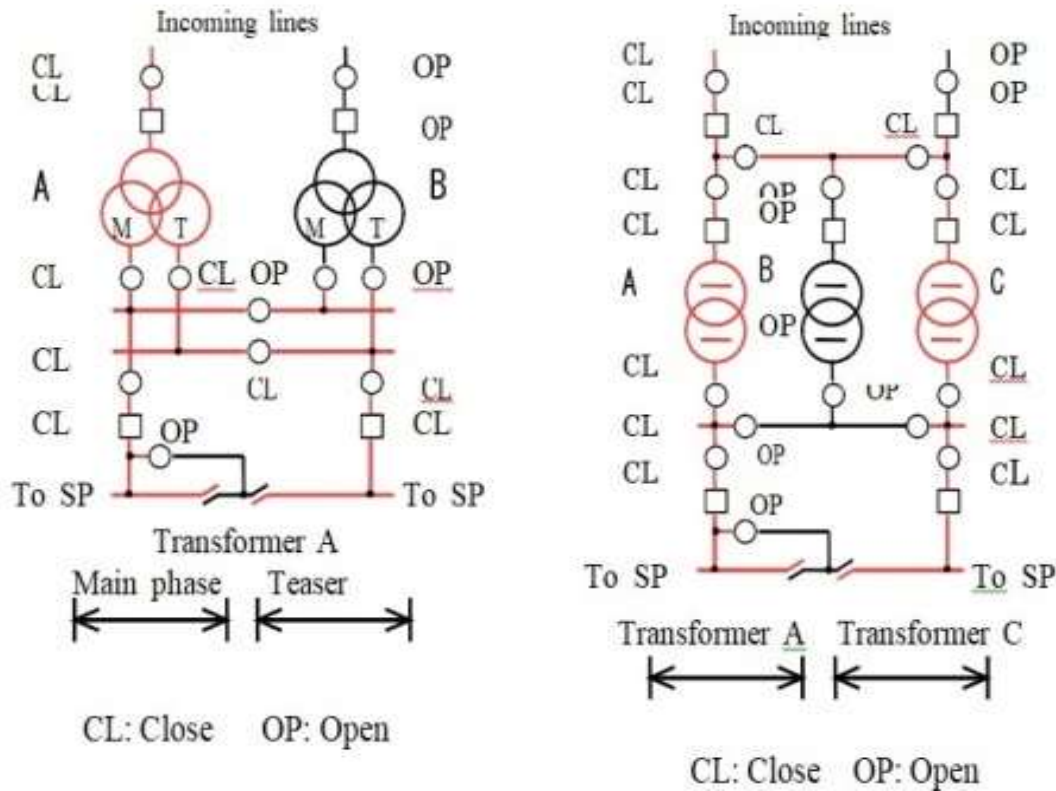 Incoming lines
CL OP
CL
OP
A B
M T M T
CL CL OP OP
CL
CL CL
CL OP CL
To SP To SP
Transformer A
Main phase Teaser
CL: Close OP: Open
Incoming lines
CL OP
CL OP
CL CL
CL OP CL
CL OP CL
A B C
OP
CL OP CL
CL OP CL
CL OP CL
To SP To SP
Transformer A Transformer C
CL: Close OP: Open